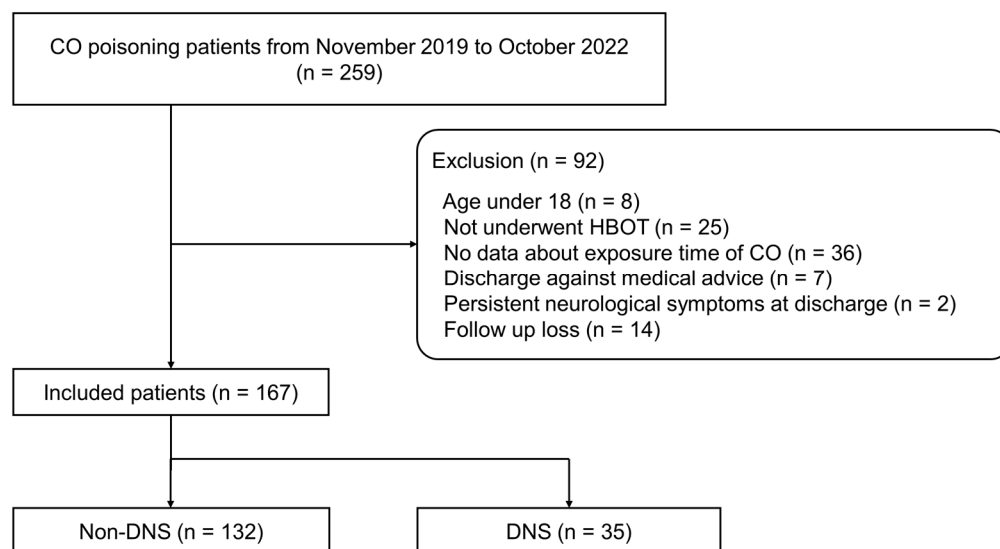 CO poisoning patients from November 2019 to October 2022
(n = 259)
Exclusion (n = 92)
Age under 18 (n = 8)
Not underwent HBOT (n = 25)
No data about exposure time of CO (n = 36)
Discharge against medical advice (n = 7)
Persistent neurological symptoms at discharge (n = 2)
Follow up loss (n = 14)
Included patients (n = 167)
Non-DNS (n = 132)
DNS (n = 35)